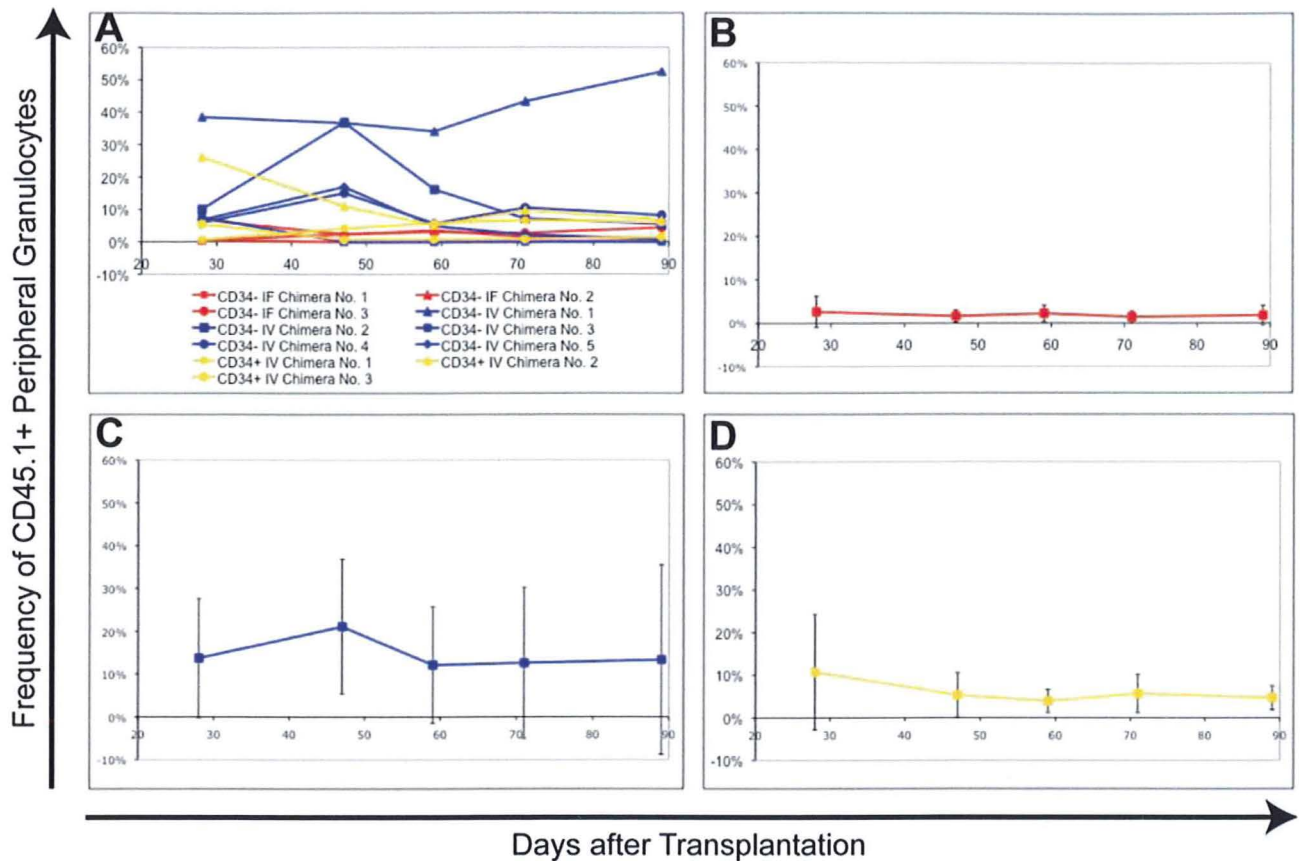 Frequency of CD45.1+ Peripheral Granulocytes
A
60%
50%
40%
30%
20%
10%
0%
-10%
20 30 40 50 60 70 80 90
CD34- IF Chimera No. 1 CD34- IF Chimera No. 2
CD34- IF Chimera No. 3 CD34- IV Chimera No. 1
CD34- IV Chimera No. 2 CD34- IV Chimera No. 3
CD34- IV Chimera No. 4 CD34- IV Chimera No. 5
CD34+ IV Chimera No. 1 CD34+ IV Chimera No. 2
CD34+ IV Chimera No. 3
B
60%
50%
40%
30%
20%
10%
0%
-10%
20 30 40 50 60 70 80 90
C
60%
50%
40%
30%
20%
10%
0%
-10%
20 30 40 50 60 70 80 90
D
60%
50%
40%
30%
20%
10%
0%
-10%
20 30 40 50 60 70 80 90
Days after Transplantation